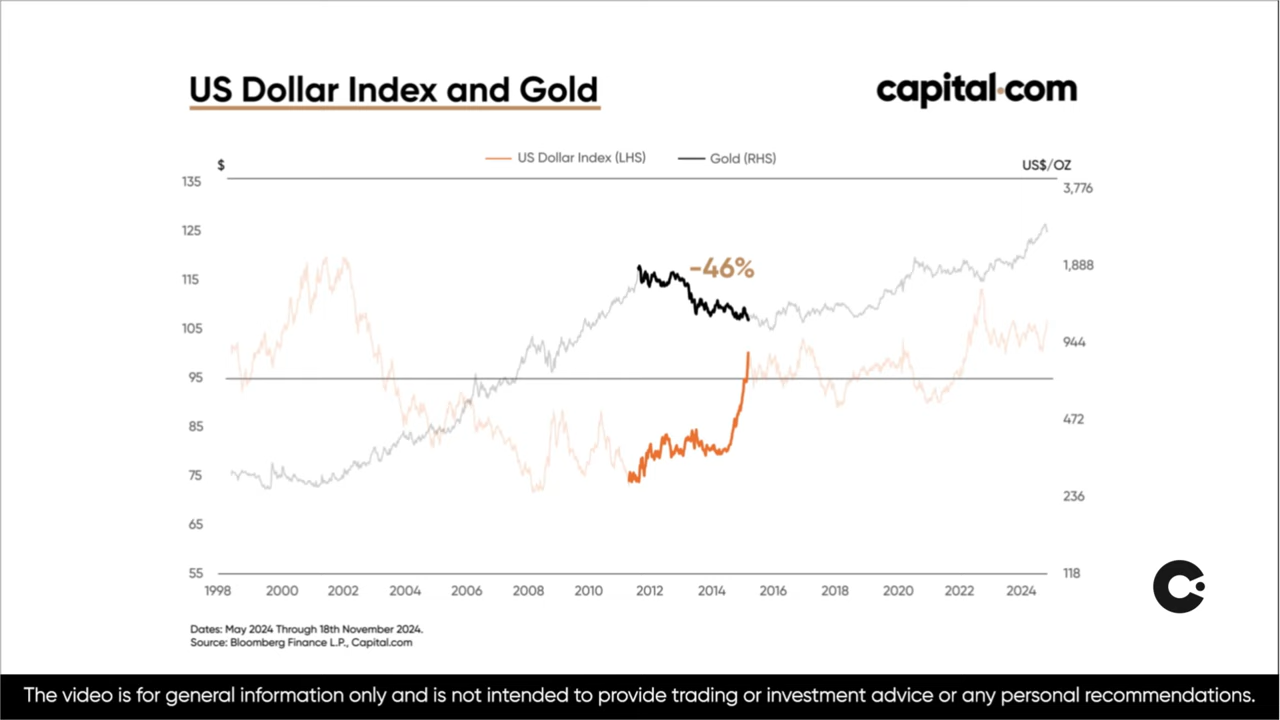 US Dollar Index and Gold
capital.com
US Dollar Index (LHS)
Gold (RHS)
$
US$/OZ
135
125
115
105
95
85
75
65
55
3,776
1,888
944
472
236
118
-46%
1998 2000 2002 2004 2006 2008 2010 2012 2014 2016 2018 2020 2022 2024
Dates: May 2024 Through 18th November 2024.
Source: Bloomberg Finance L.P., Capital.com
The video is for general information only and is not intended to provide trading or investment advice or any personal recommendations.